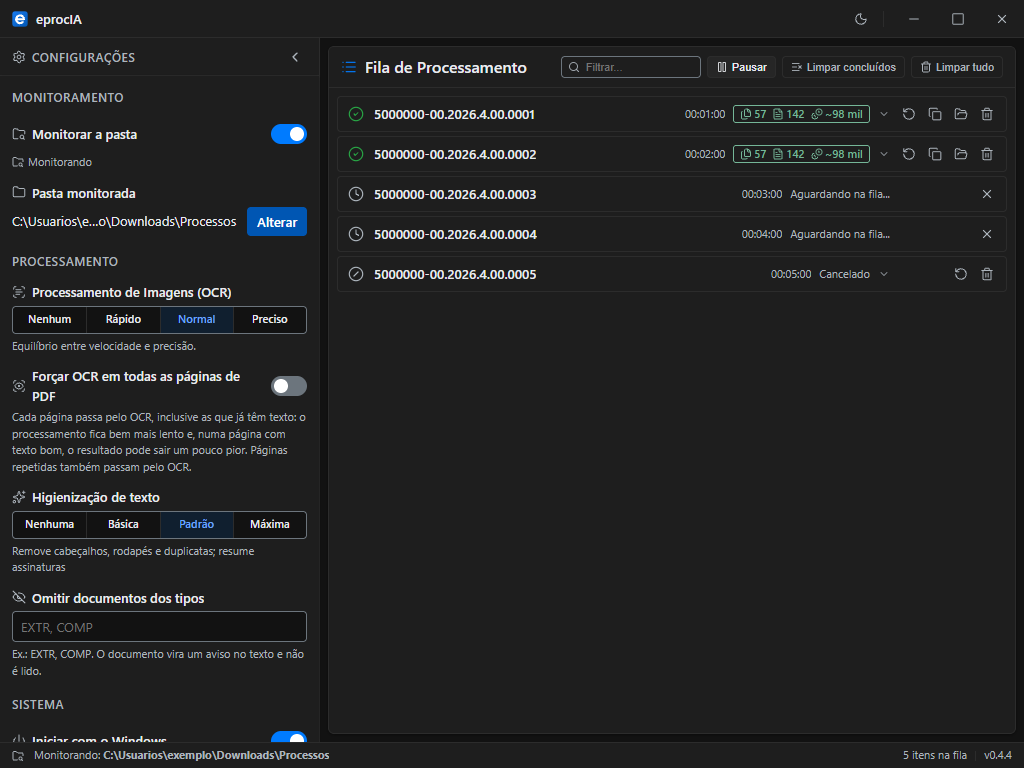 eprocIA
CONFIGURAÇÕES
MONITORAMENTO
Monitorar a pasta
Monitorando
Pasta monitorada
C:\Usuarios\e...o\Downloads\Processos
Alterar
PROCESSAMENTO
Processamento de Imagens (OCR)
Nenhum Rápido Normal Preciso
Equilíbrio entre velocidade e precisão.
Forçar OCR em todas as páginas de
PDF
Cada página passa pelo OCR, inclusive as que já têm texto: o
processamento fica bem mais lento e, numa página com
texto bom, o resultado pode sair um pouco pior. Páginas
repetidas também passam pelo OCR.
Higienização de texto
Nenhuma Básica Padrão Máxima
Remove cabeçalhos, rodapés e duplicatas; resume
assinaturas
Omitir documentos dos tipos
EXTR, COMP
Ex.: EXTR, COMP. O documento vira um aviso no texto e não
é lido.
SISTEMA
Iniciar com o Windows
Fila de Processamento
Filtrar...
Pausar
Limpar concluídos
Limpar tudo
5000000-00.2026.4.00.0001 00:01:00 57 142 ~98 mil
5000000-00.2026.4.00.0002 00:02:00 57 142 ~98 mil
5000000-00.2026.4.00.0003 00:03:00 Aguardando na fila...
5000000-00.2026.4.00.0004 00:04:00 Aguardando na fila...
5000000-00.2026.4.00.0005 00:05:00 Cancelado
Monitorando: C:\Usuarios\exemplo\Downloads\Processos
5 itens na fila v0.4.4